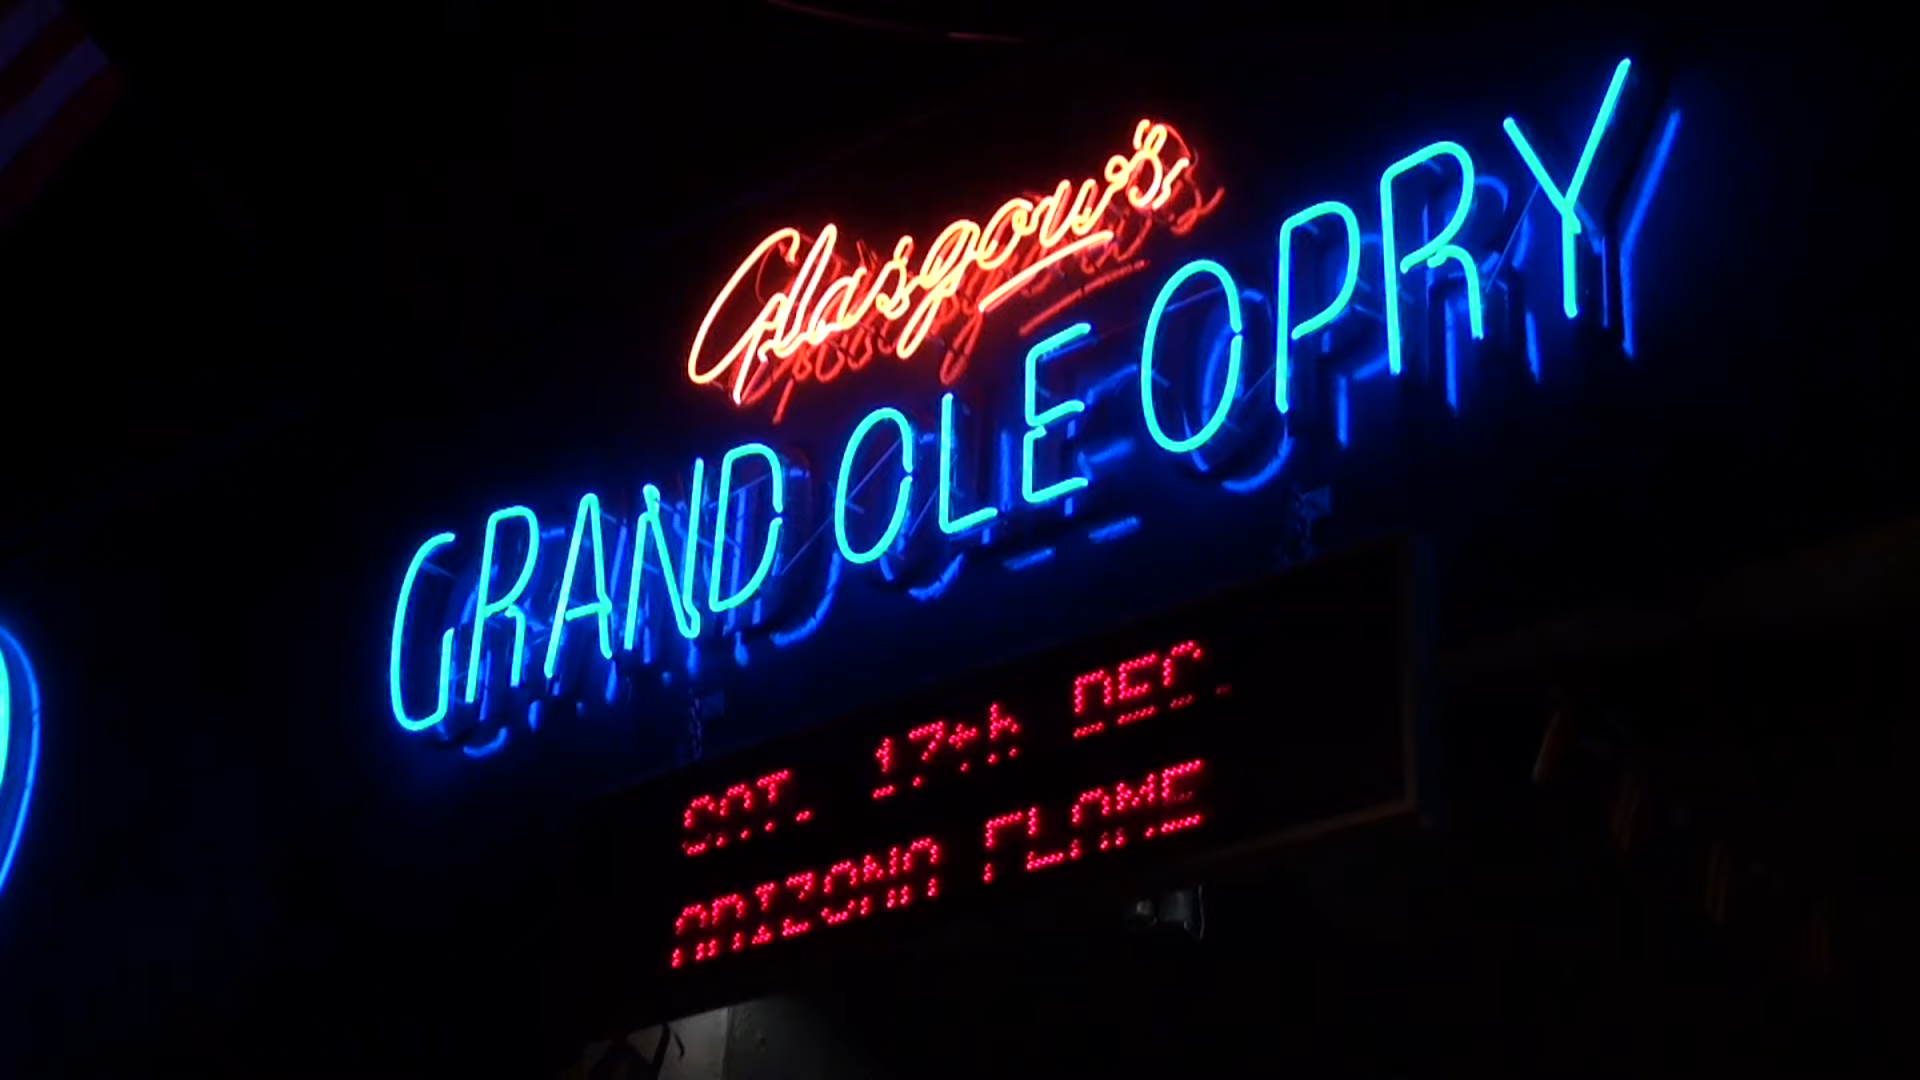 Glasgow's
GRAND OLE OPRY
SAT. 17th DEC.
ARIZONA FLAME